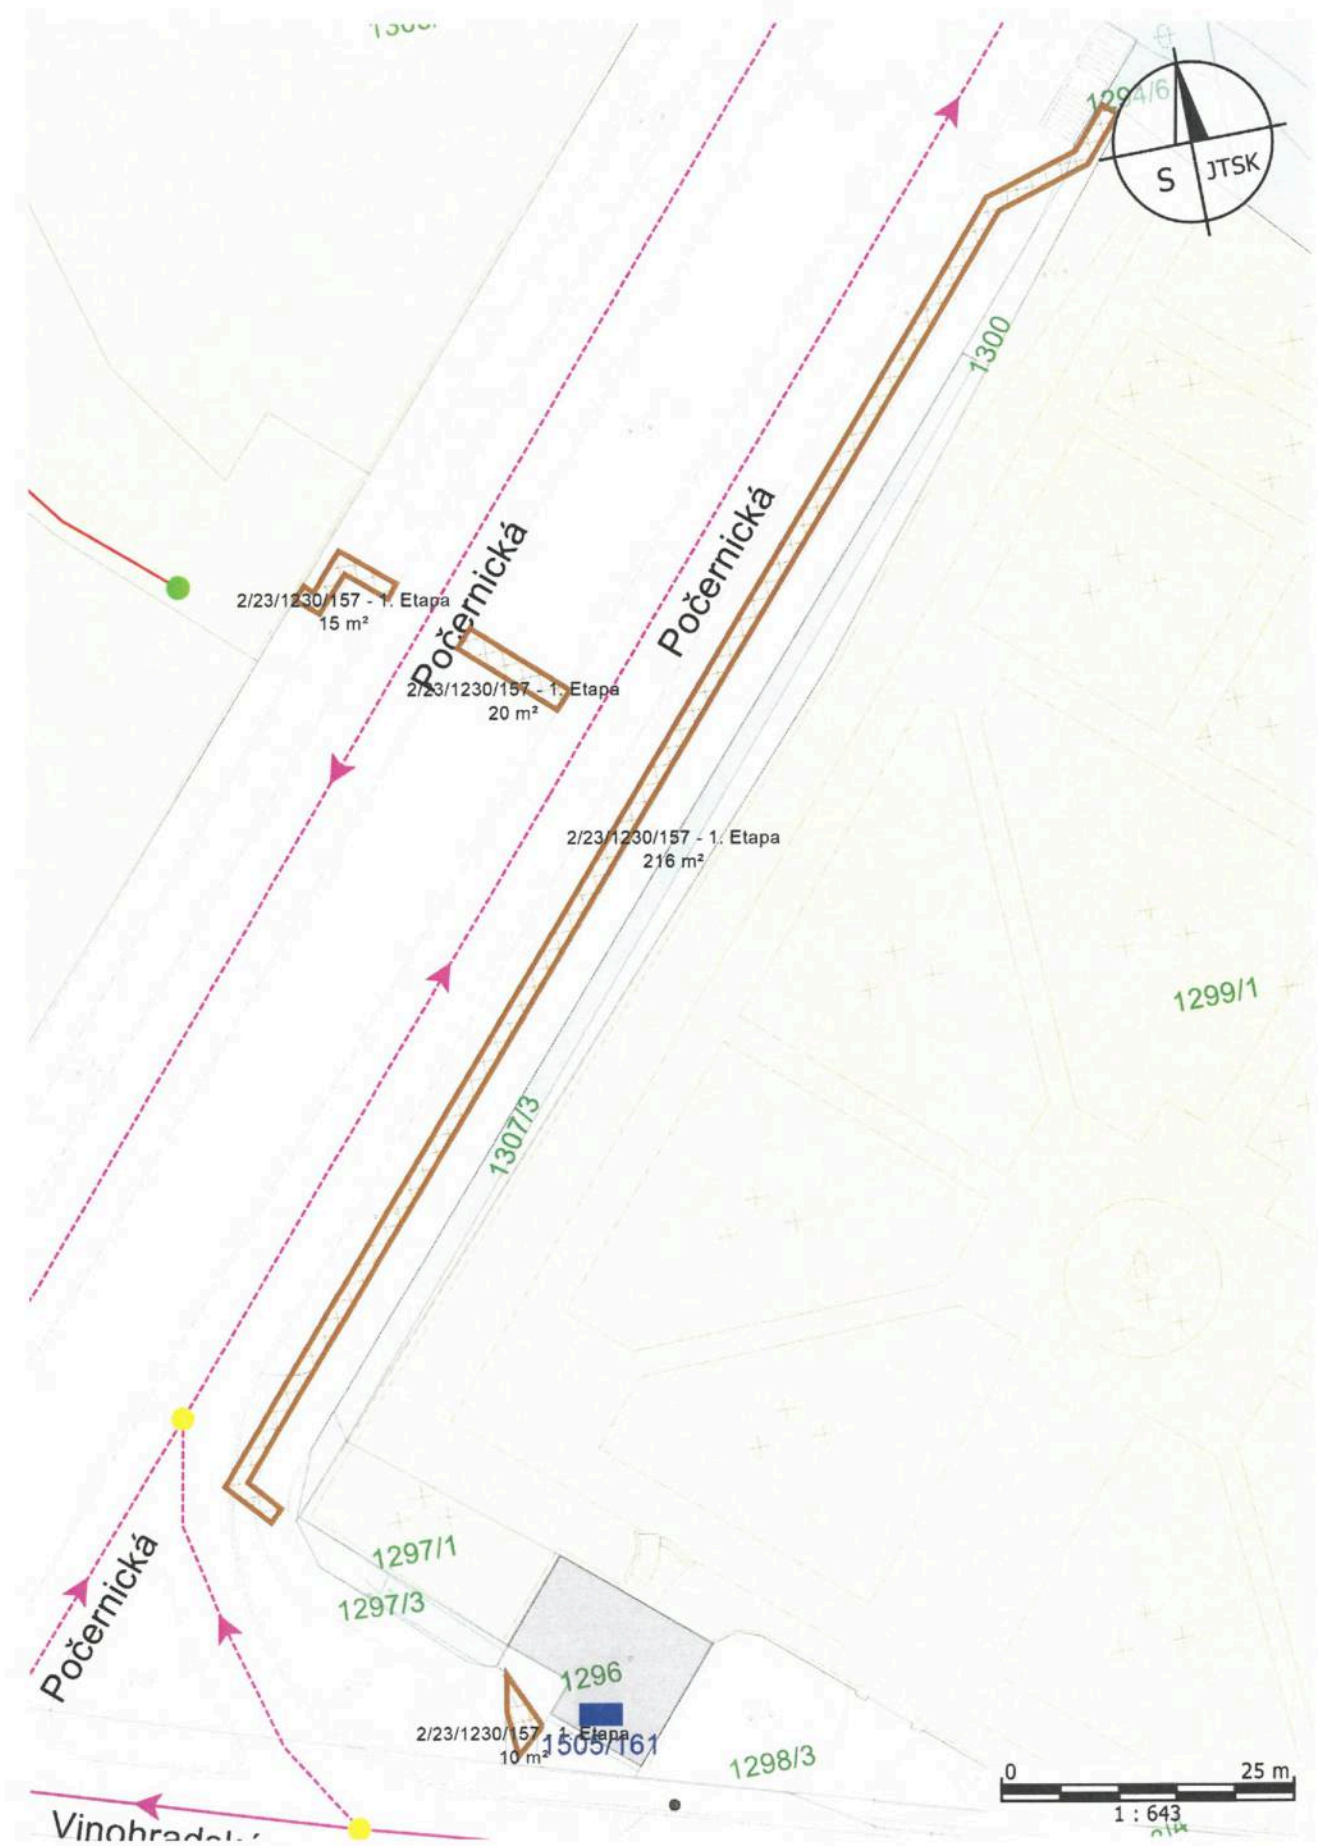 1294/6
S JTSK
1300
Počernická
Počernická
2/23/1230/157 - 1. Etapa
15 m²
2/23/1230/157 - 1. Etapa
20 m²
2/23/1230/157 - 1. Etapa
216 m²
1299/1
1307/3
Počernická
1297/1
1297/3
1296
2/23/1230/157 - 1. Etapa
10 m²
1505/161
1298/3
0 25 m
1 : 643